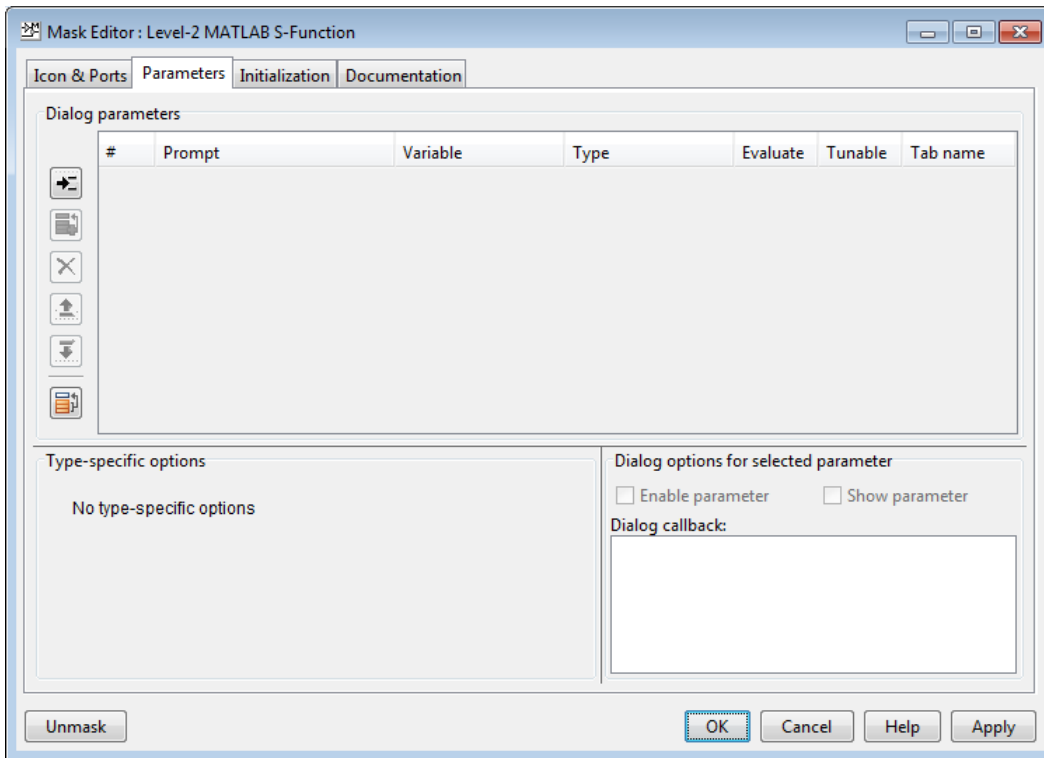 Mask Editor : Level-2 MATLAB S-Function
Icon & Ports Parameters Initialization Documentation
Dialog parameters
# Prompt Variable Type Evaluate Tunable Tab name
Type-specific options
No type-specific options
Dialog options for selected parameter
Enable parameter Show parameter
Dialog callback:
Unmask OK Cancel Help Apply